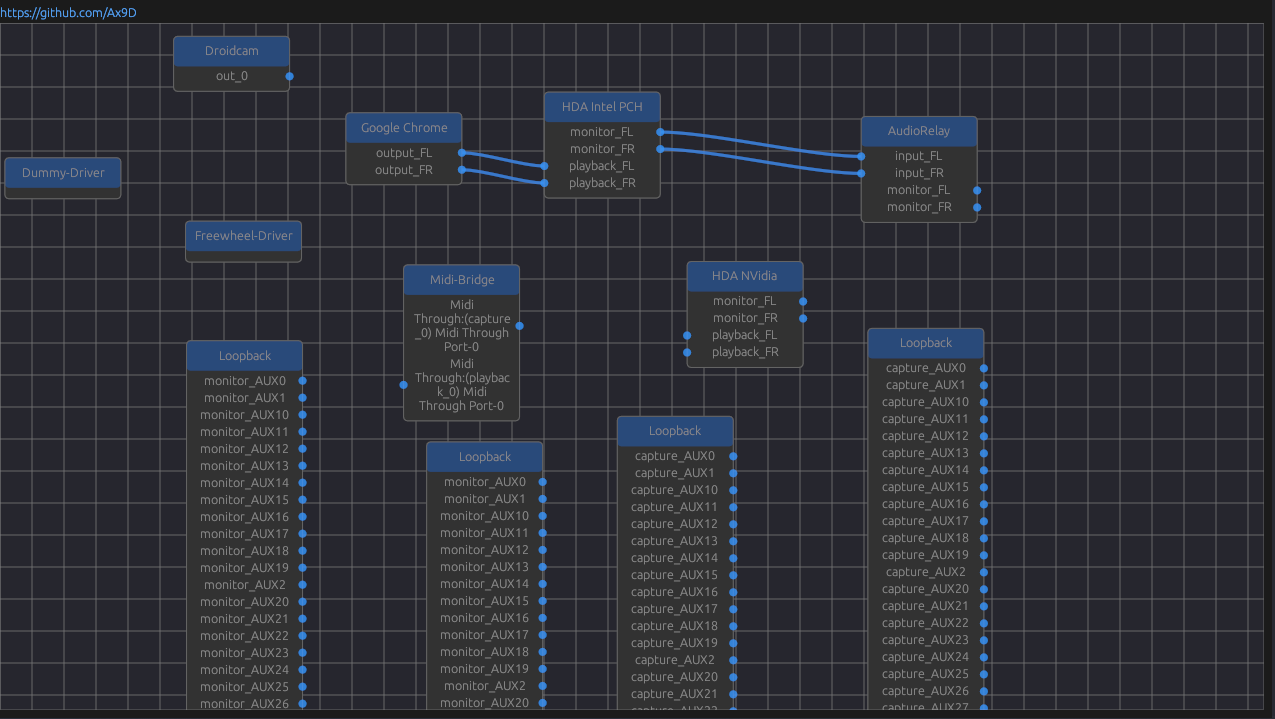 https://github.com/Ax9D
Droidcam
out_0
Google Chrome
output_FL
output_FR
HDA Intel PCH
monitor_FL
monitor_FR
playback_FL
playback_FR
AudioRelay
input_FL
input_FR
monitor_FL
monitor_FR
Dummy-Driver
Freewheel-Driver
Midi-Bridge
Midi
Through:(capture
_0) Midi Through
Port-0
Midi
Through:(playbac
k_0) Midi
Through Port-0
HDA NVidia
monitor_FL
monitor_FR
playback_FL
playback_FR
Loopback
monitor_AUX0
monitor_AUX1
monitor_AUX10
monitor_AUX11
monitor_AUX12
monitor_AUX13
monitor_AUX14
monitor_AUX15
monitor_AUX16
monitor_AUX17
monitor_AUX18
monitor_AUX19
monitor_AUX2
monitor_AUX20
monitor_AUX21
monitor_AUX22
monitor_AUX23
monitor_AUX24
monitor_AUX25
monitor_AUX26
Loopback
monitor_AUX0
monitor_AUX1
monitor_AUX10
monitor_AUX11
monitor_AUX12
monitor_AUX13
monitor_AUX14
monitor_AUX15
monitor_AUX16
monitor_AUX17
monitor_AUX18
monitor_AUX19
monitor_AUX2
monitor_AUX20
Loopback
capture_AUX0
capture_AUX1
capture_AUX10
capture_AUX11
capture_AUX12
capture_AUX13
capture_AUX14
capture_AUX15
capture_AUX16
capture_AUX17
capture_AUX18
capture_AUX19
capture_AUX2
capture_AUX20
capture_AUX21
Loopback
capture_AUX0
capture_AUX1
capture_AUX10
capture_AUX11
capture_AUX12
capture_AUX13
capture_AUX14
capture_AUX15
capture_AUX16
capture_AUX17
capture_AUX18
capture_AUX19
capture_AUX2
capture_AUX20
capture_AUX21
capture_AUX22
capture_AUX23
capture_AUX24
capture_AUX25
capture_AUX26
capture_AUX27